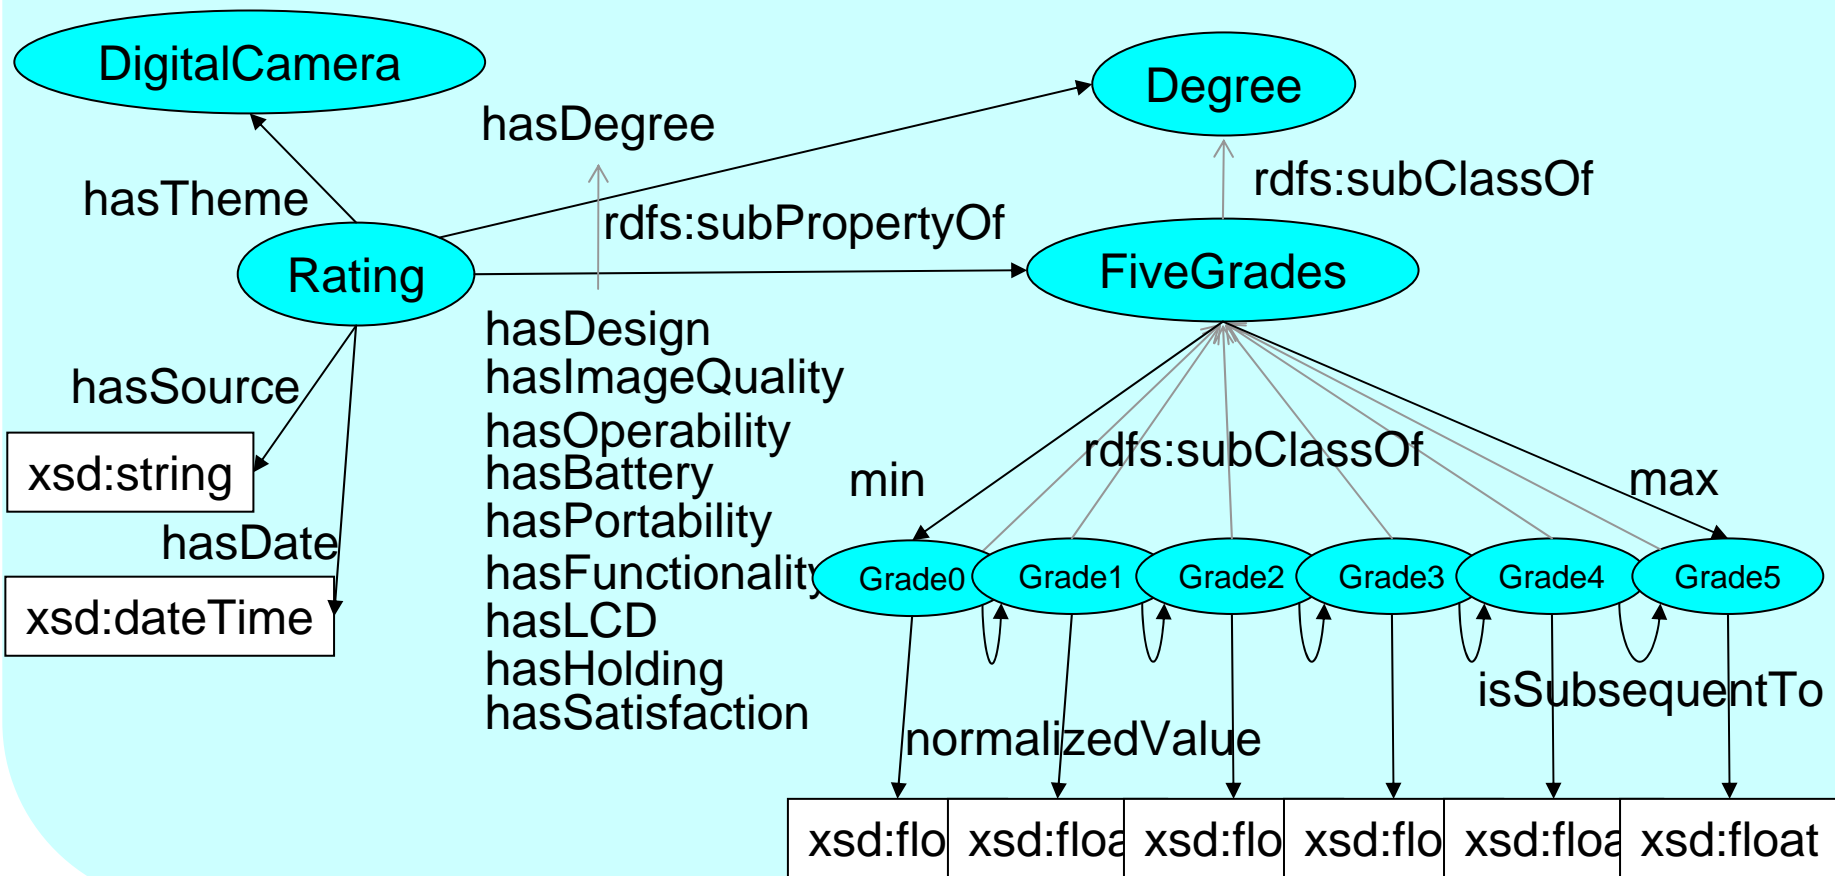 DigitalCamera
Degree
hasDegree
hasTheme
rdfs:subClassOf
rdfs:subPropertyOf
Rating
FiveGrades
hasDesign
hasImageQuality
hasSource
hasOperability
rdfs:subClassOf
hasBattery
xsd:string
min
max
hasPortability
hasDate
hasFunctionality
Grade0
Grade1
Grade2
Grade3
Grade4
Grade5
xsd:dateTime
hasLCD
hasHolding
isSubsequentTo
hasSatisfaction
normalizedValue
xsd:flo
xsd:floa
xsd:flo
xsd:flo
xsd:floa
xsd:float